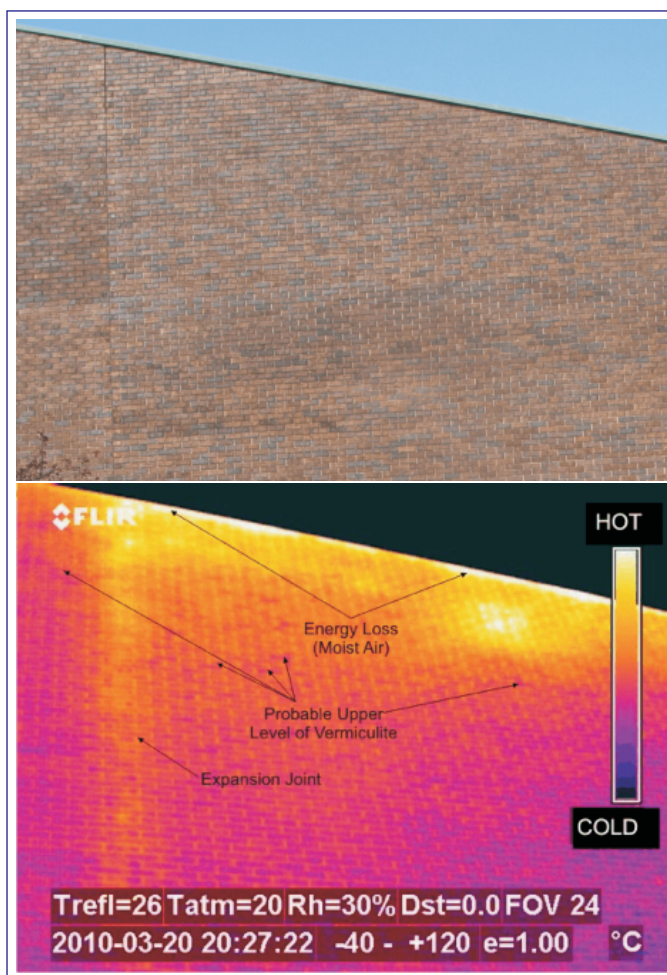 FLIR
HOT
Energy Loss
(Moist Air)
Probable Upper
Level of Vermiculite
Expansion Joint
COLD
Trefl=26 Tatm=20 Rh=30% Dst=0.0 FOV 24
2010-03-20 20:27:22 -40 - +120 e=1.00 °C